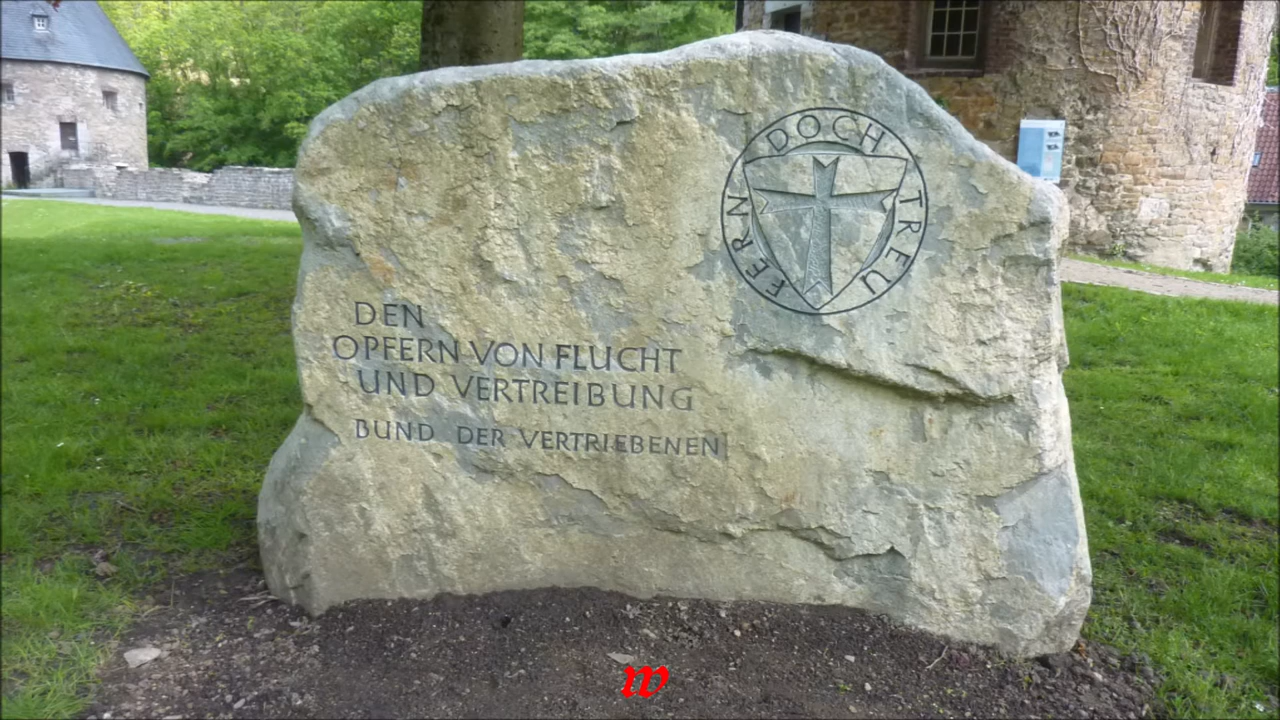 DEN
OPFERN VON FLUCHT
UND VERTREIBUNG
BUND DER VERTRIEBENEN
FERN DOCH TREU
w